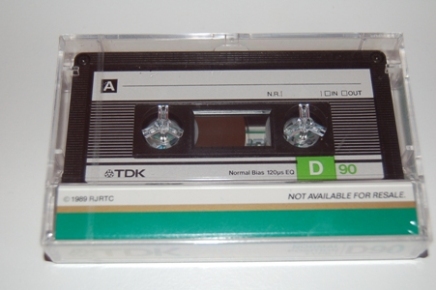 A
N.R. □IN □OUT
TDK Normal Bias 120μs EQ D 90
© 1989 RJRTC NOT AVAILABLE FOR RESALE.